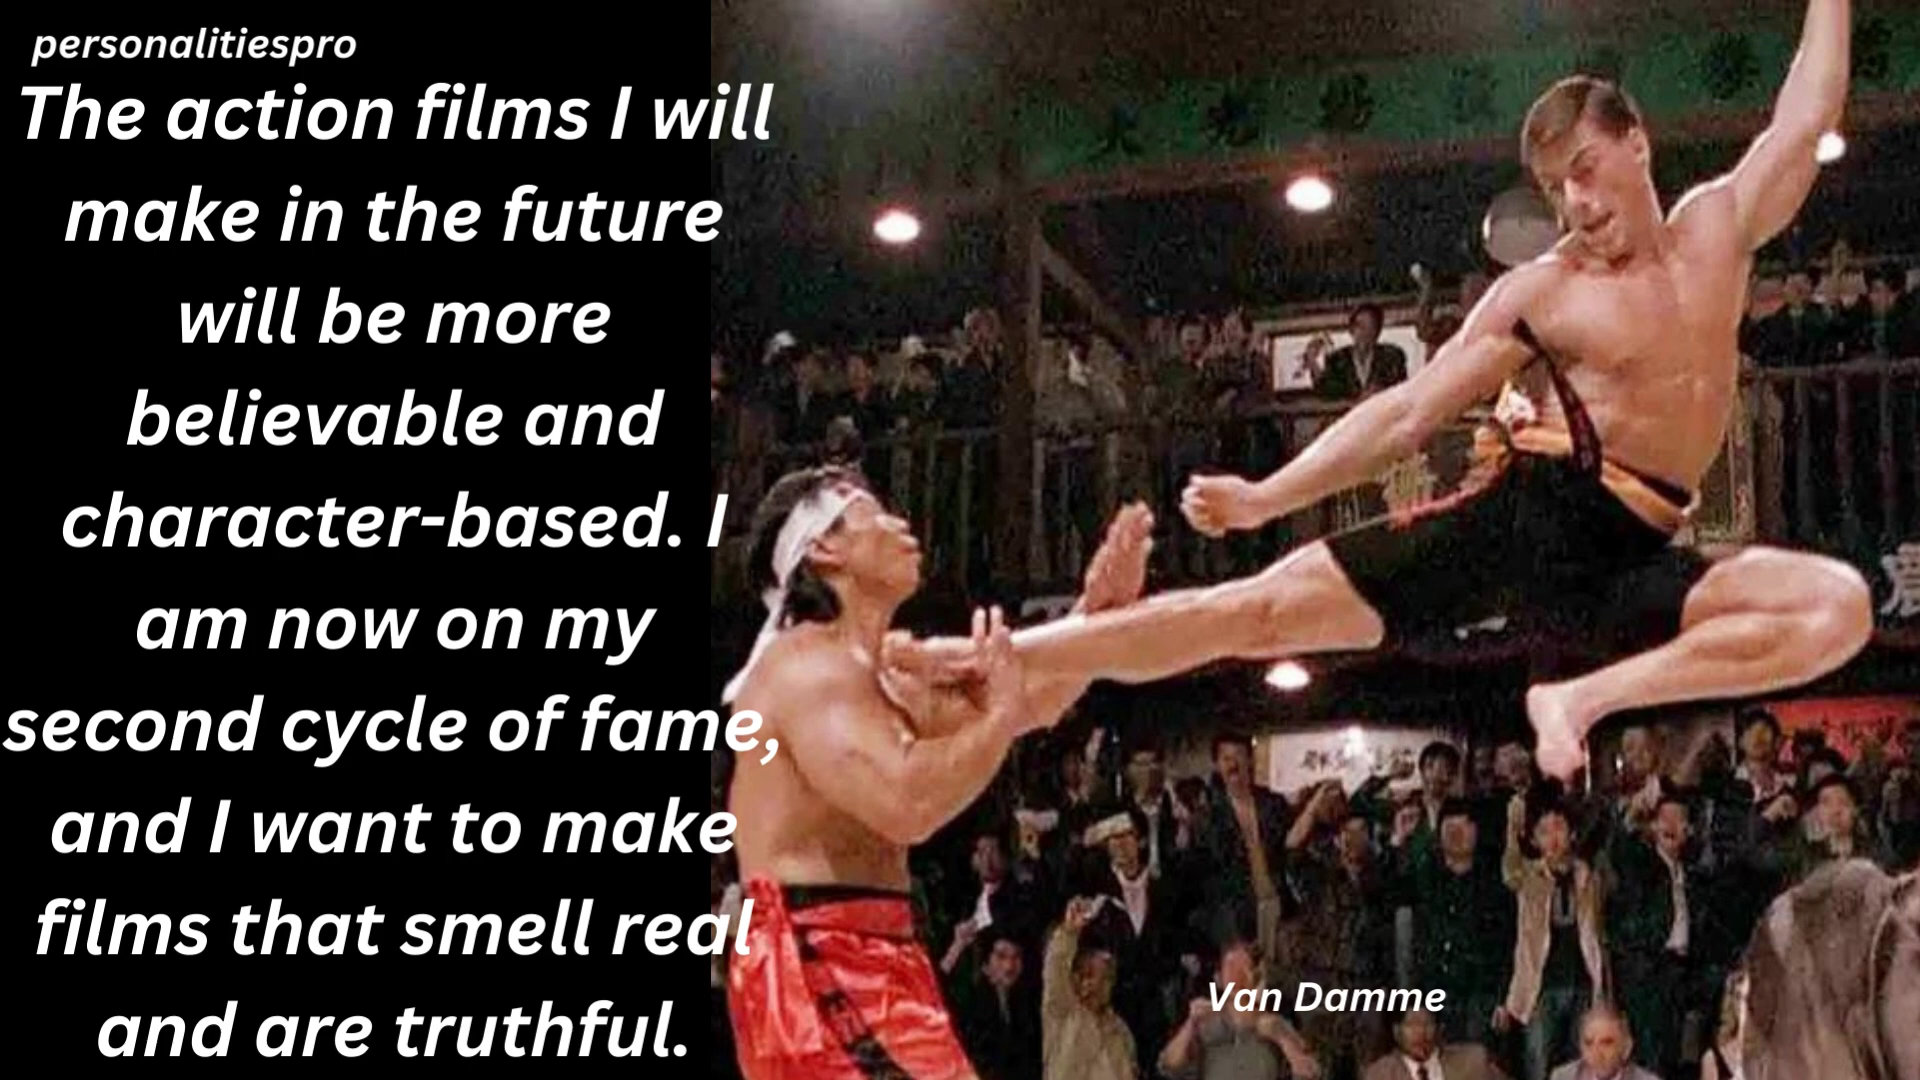 personalitiespro
The action films I will
make in the future
will be more
believable and
character-based. I
am now on my
second cycle of fame,
and I want to make
films that smell real
and are truthful.
Van Damme